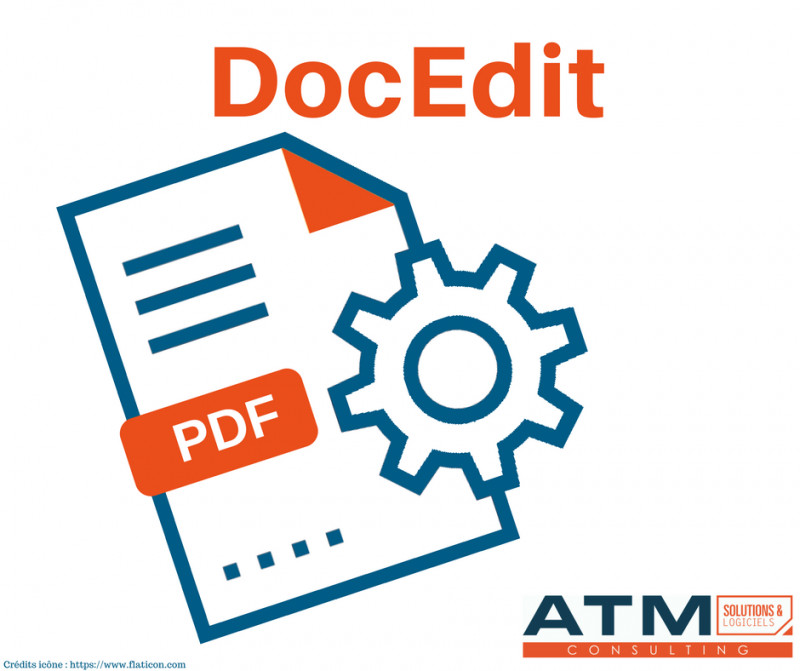 DocEdit
PDF
ATM
SOLUTIONS &
LOGICIELS
CONSULTING
Crédits icône : https://www.flaticon.com